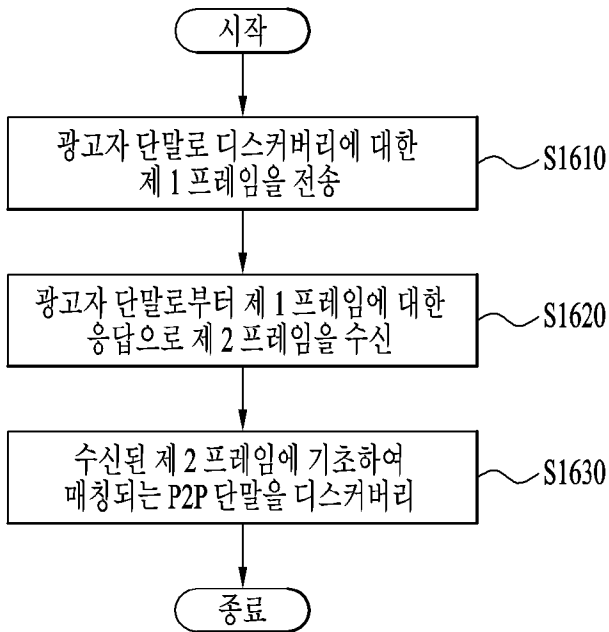 시작
광고자 단말로 디스커버리에 대한
제 1 프레임을 전송
S1610
광고자 단말로부터 제 1 프레임에 대한
응답으로 제 2 프레임을 수신
S1620
수신된 제 2 프레임에 기초하여
매칭되는 P2P 단말을 디스커버리
S1630
종료